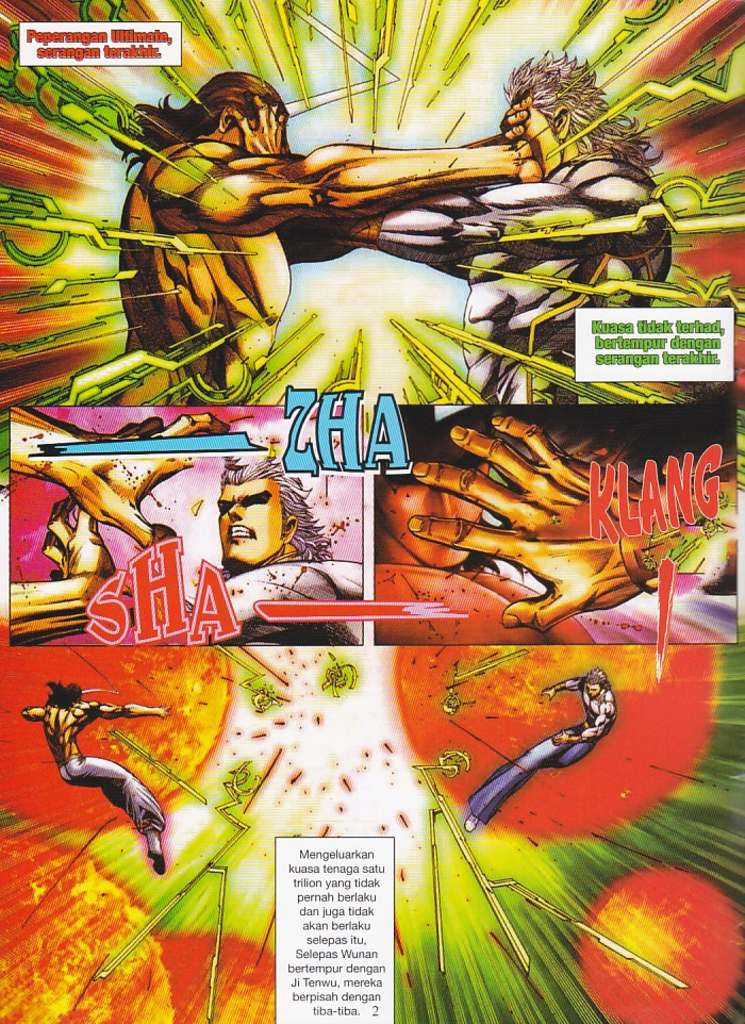 Peperangan Ultimate,
serangan terakhir.
Kuasa tidak terhad,
bertempur dengan
serangan terakhir.
ZHA
SHA
KLANG
!
Mengeluarkan
kuasa tenaga satu
trilion yang tidak
pernah berlaku
dan juga tidak
akan berlaku
selepas itu,
Selepas Wunan
bertempur dengan
Ji Tenwu, mereka
berpisah dengan
tiba-tiba.
2